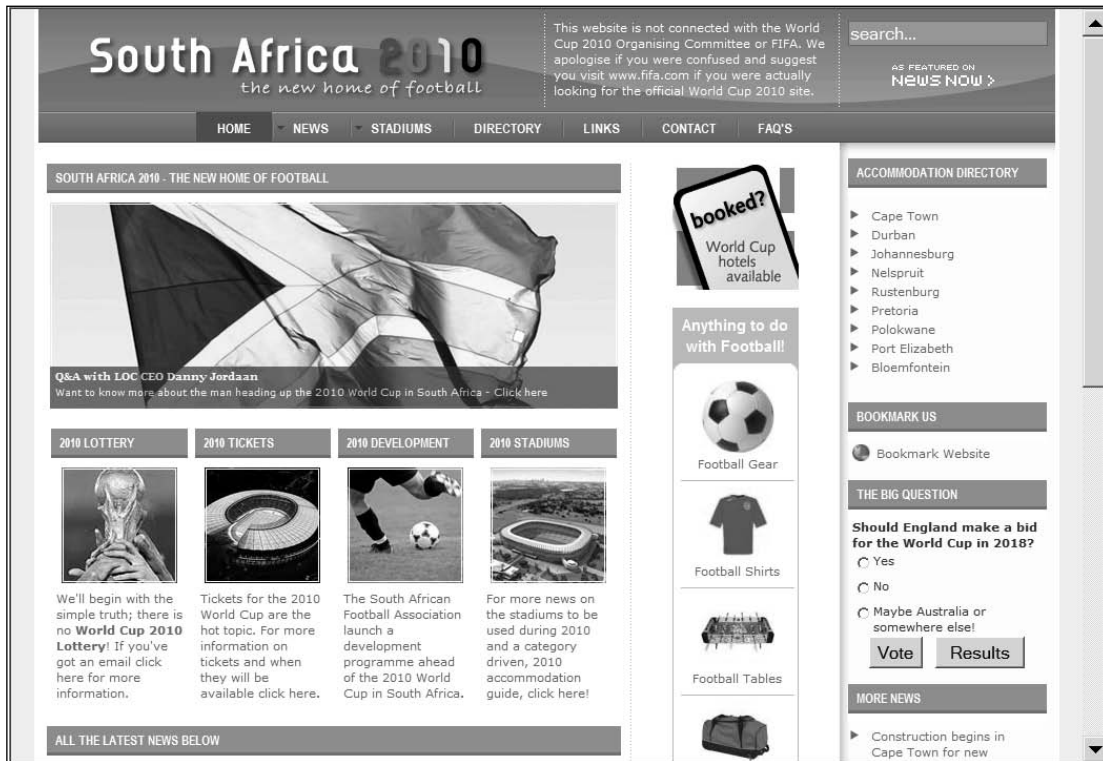 South Africa 2010
the new home of football
This website is not connected with the World
Cup 2010 Organising Committee or FIFA. We
apologise if you were confused and suggest
you visit www.fifa.com if you were actually
looking for the official World Cup 2010 site.
search...
AS FEATURED ON
NEWS NOW >
HOME
NEWS
STADIUMS
DIRECTORY
LINKS
CONTACT
FAQ'S
SOUTH AFRICA 2010 - THE NEW HOME OF FOOTBALL
Q&A with LOC CEO Danny Jordaan
Want to know more about the man heading up the 2010 World Cup in South Africa - Click here
2010 LOTTERY
We'll begin with the
simple truth; there is
no World Cup 2010
Lottery! If you've
got an email click
here for more
information.
2010 TICKETS
Tickets for the 2010
World Cup are the
hot topic. For more
information on
tickets and when
they will be
available click here.
2010 DEVELOPMENT
The South African
Football Association
launch a
development
programme ahead
of the 2010 World
Cup in South Africa.
2010 STADIUMS
For more news on
the stadiums to be
used during 2010
and a category
driven, 2010
accommodation
guide, click here!
ALL THE LATEST NEWS BELOW
booked?
World Cup
hotels
available
Anything to do
with Football!
Football Gear
Football Shirts
Football Tables
ACCOMMODATION DIRECTORY
Cape Town
Durban
Johannesburg
Nelspruit
Rustenburg
Pretoria
Polokwane
Port Elizabeth
Bloemfontein
BOOKMARK US
Bookmark Website
THE BIG QUESTION
Should England make a bid
for the World Cup in 2018?
Yes
No
Maybe Australia or
somewhere else!
Vote
Results
MORE NEWS
Construction begins in
Cape Town for new